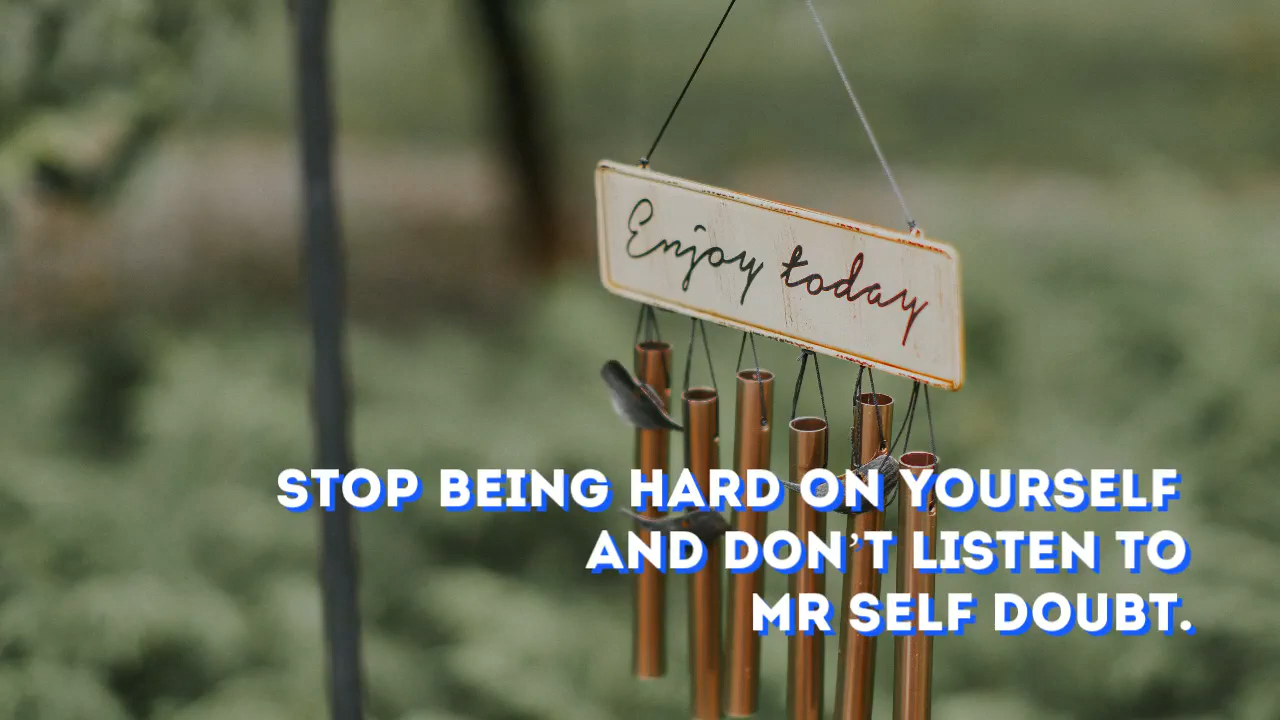 Enjoy today
STOP BEING HARD ON YOURSELF
AND DON'T LISTEN TO
MR SELF DOUBT.